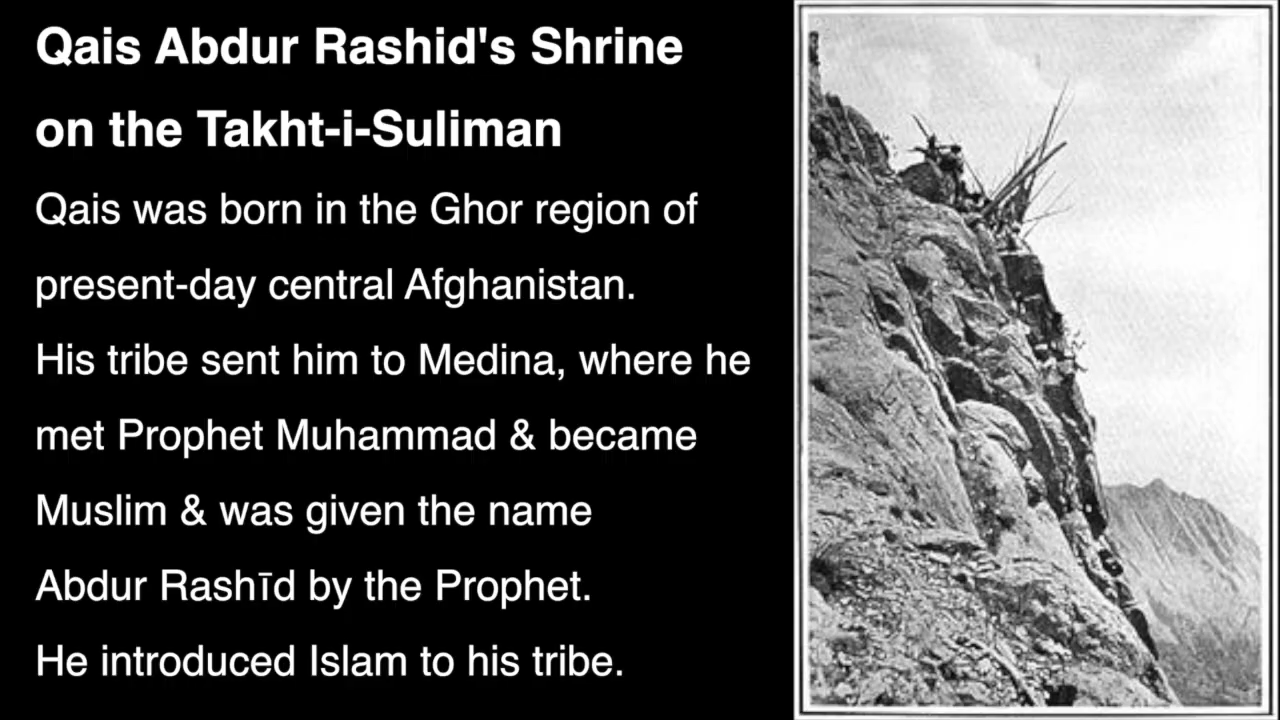 Qais Abdur Rashid's Shrine
on the Takht-i-Suliman
Qais was born in the Ghor region of
present-day central Afghanistan.
His tribe sent him to Medina, where he
met Prophet Muhammad & became
Muslim & was given the name
Abdur Rashīd by the Prophet.
He introduced Islam to his tribe.